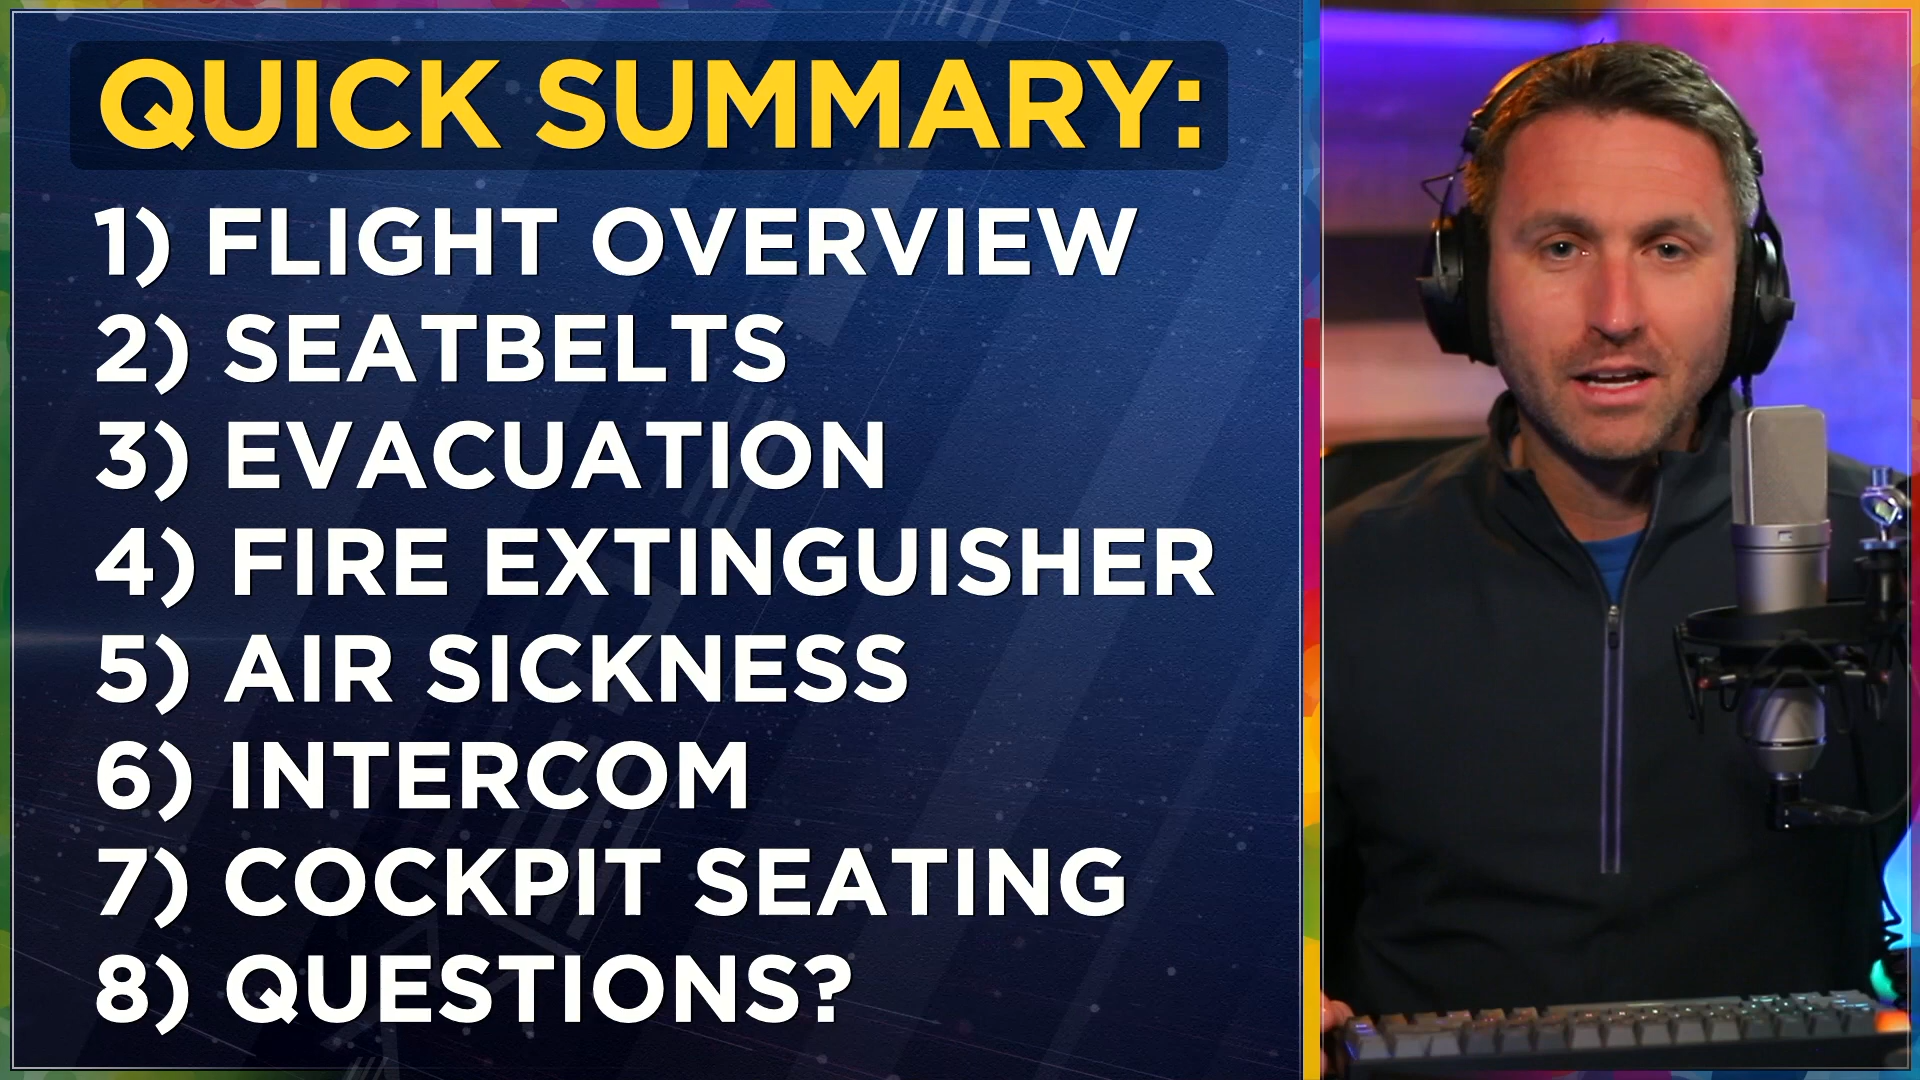 QUICK SUMMARY:
1) FLIGHT OVERVIEW
2) SEATBELTS
3) EVACUATION
4) FIRE EXTINGUISHER
5) AIR SICKNESS
6) INTERCOM
7) COCKPIT SEATING
8) QUESTIONS?